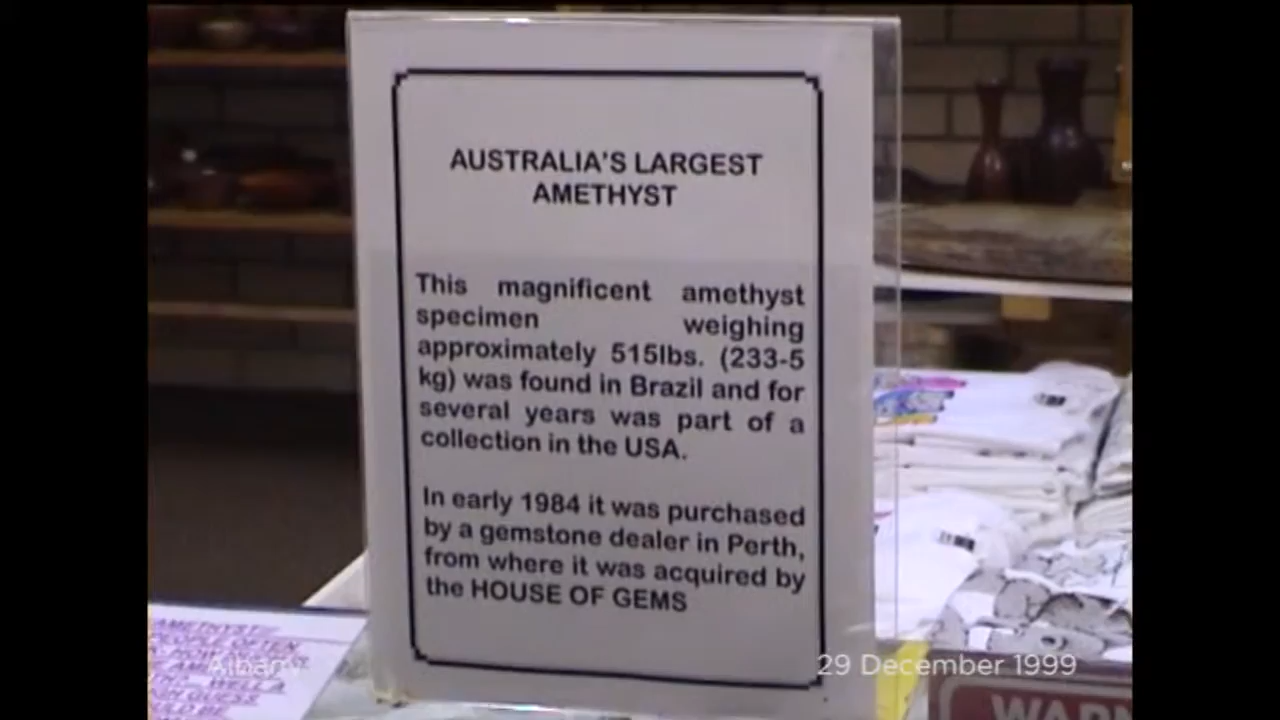 AUSTRALIA'S LARGEST
AMETHYST
This magnificent amethyst
specimen weighing
approximately 515lbs. (233-5
kg) was found in Brazil and for
several years was part of a
collection in the USA.
In early 1984 it was purchased
by a gemstone dealer in Perth,
from where it was acquired by
the HOUSE OF GEMS
AMETHYST
Albany
29 December 1999